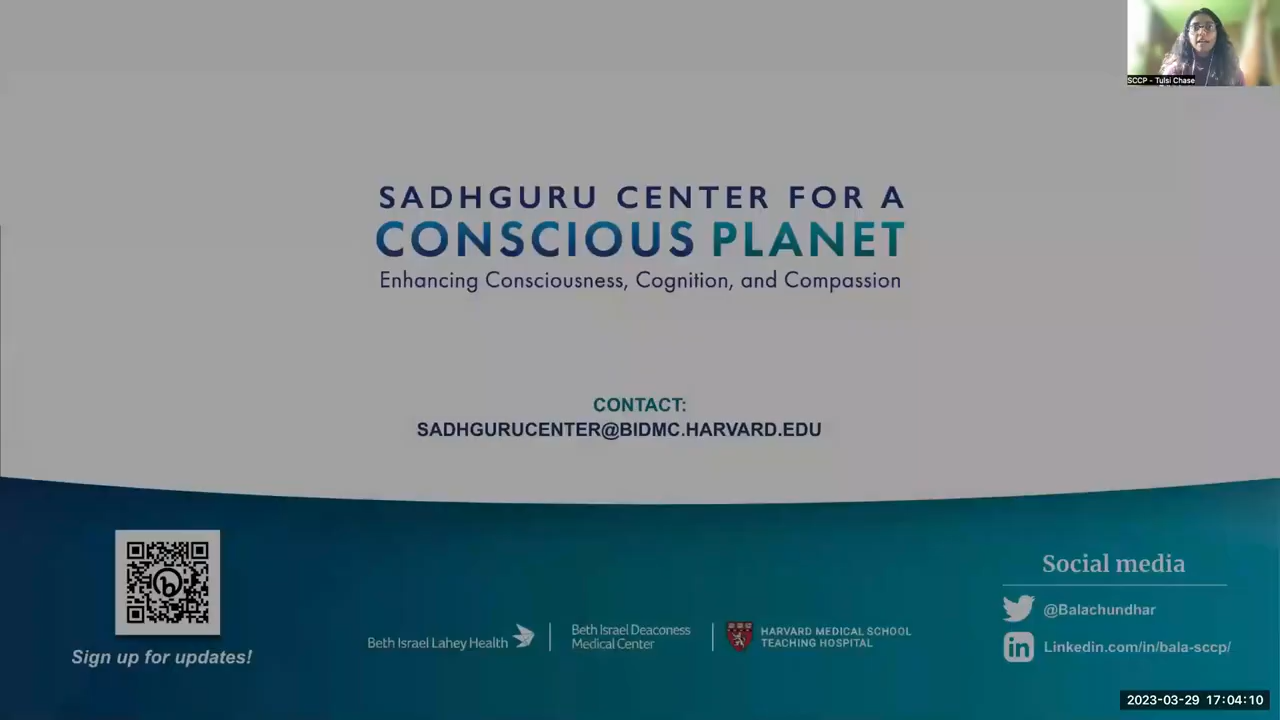 SCCP - Tulsi Chase
SADHGURU CENTER FOR A
CONSCIOUS PLANET
Enhancing Consciousness, Cognition, and Compassion
CONTACT:
SADHGURUCENTER@BIDMC.HARVARD.EDU
Sign up for updates!
Beth Israel Lahey Health
Beth Israel Deaconess
Medical Center
HARVARD MEDICAL SCHOOL
TEACHING HOSPITAL
Social media
@Balachundhar
Linkedin.com/in/bala-sccp/
2023-03-29 17:04:10